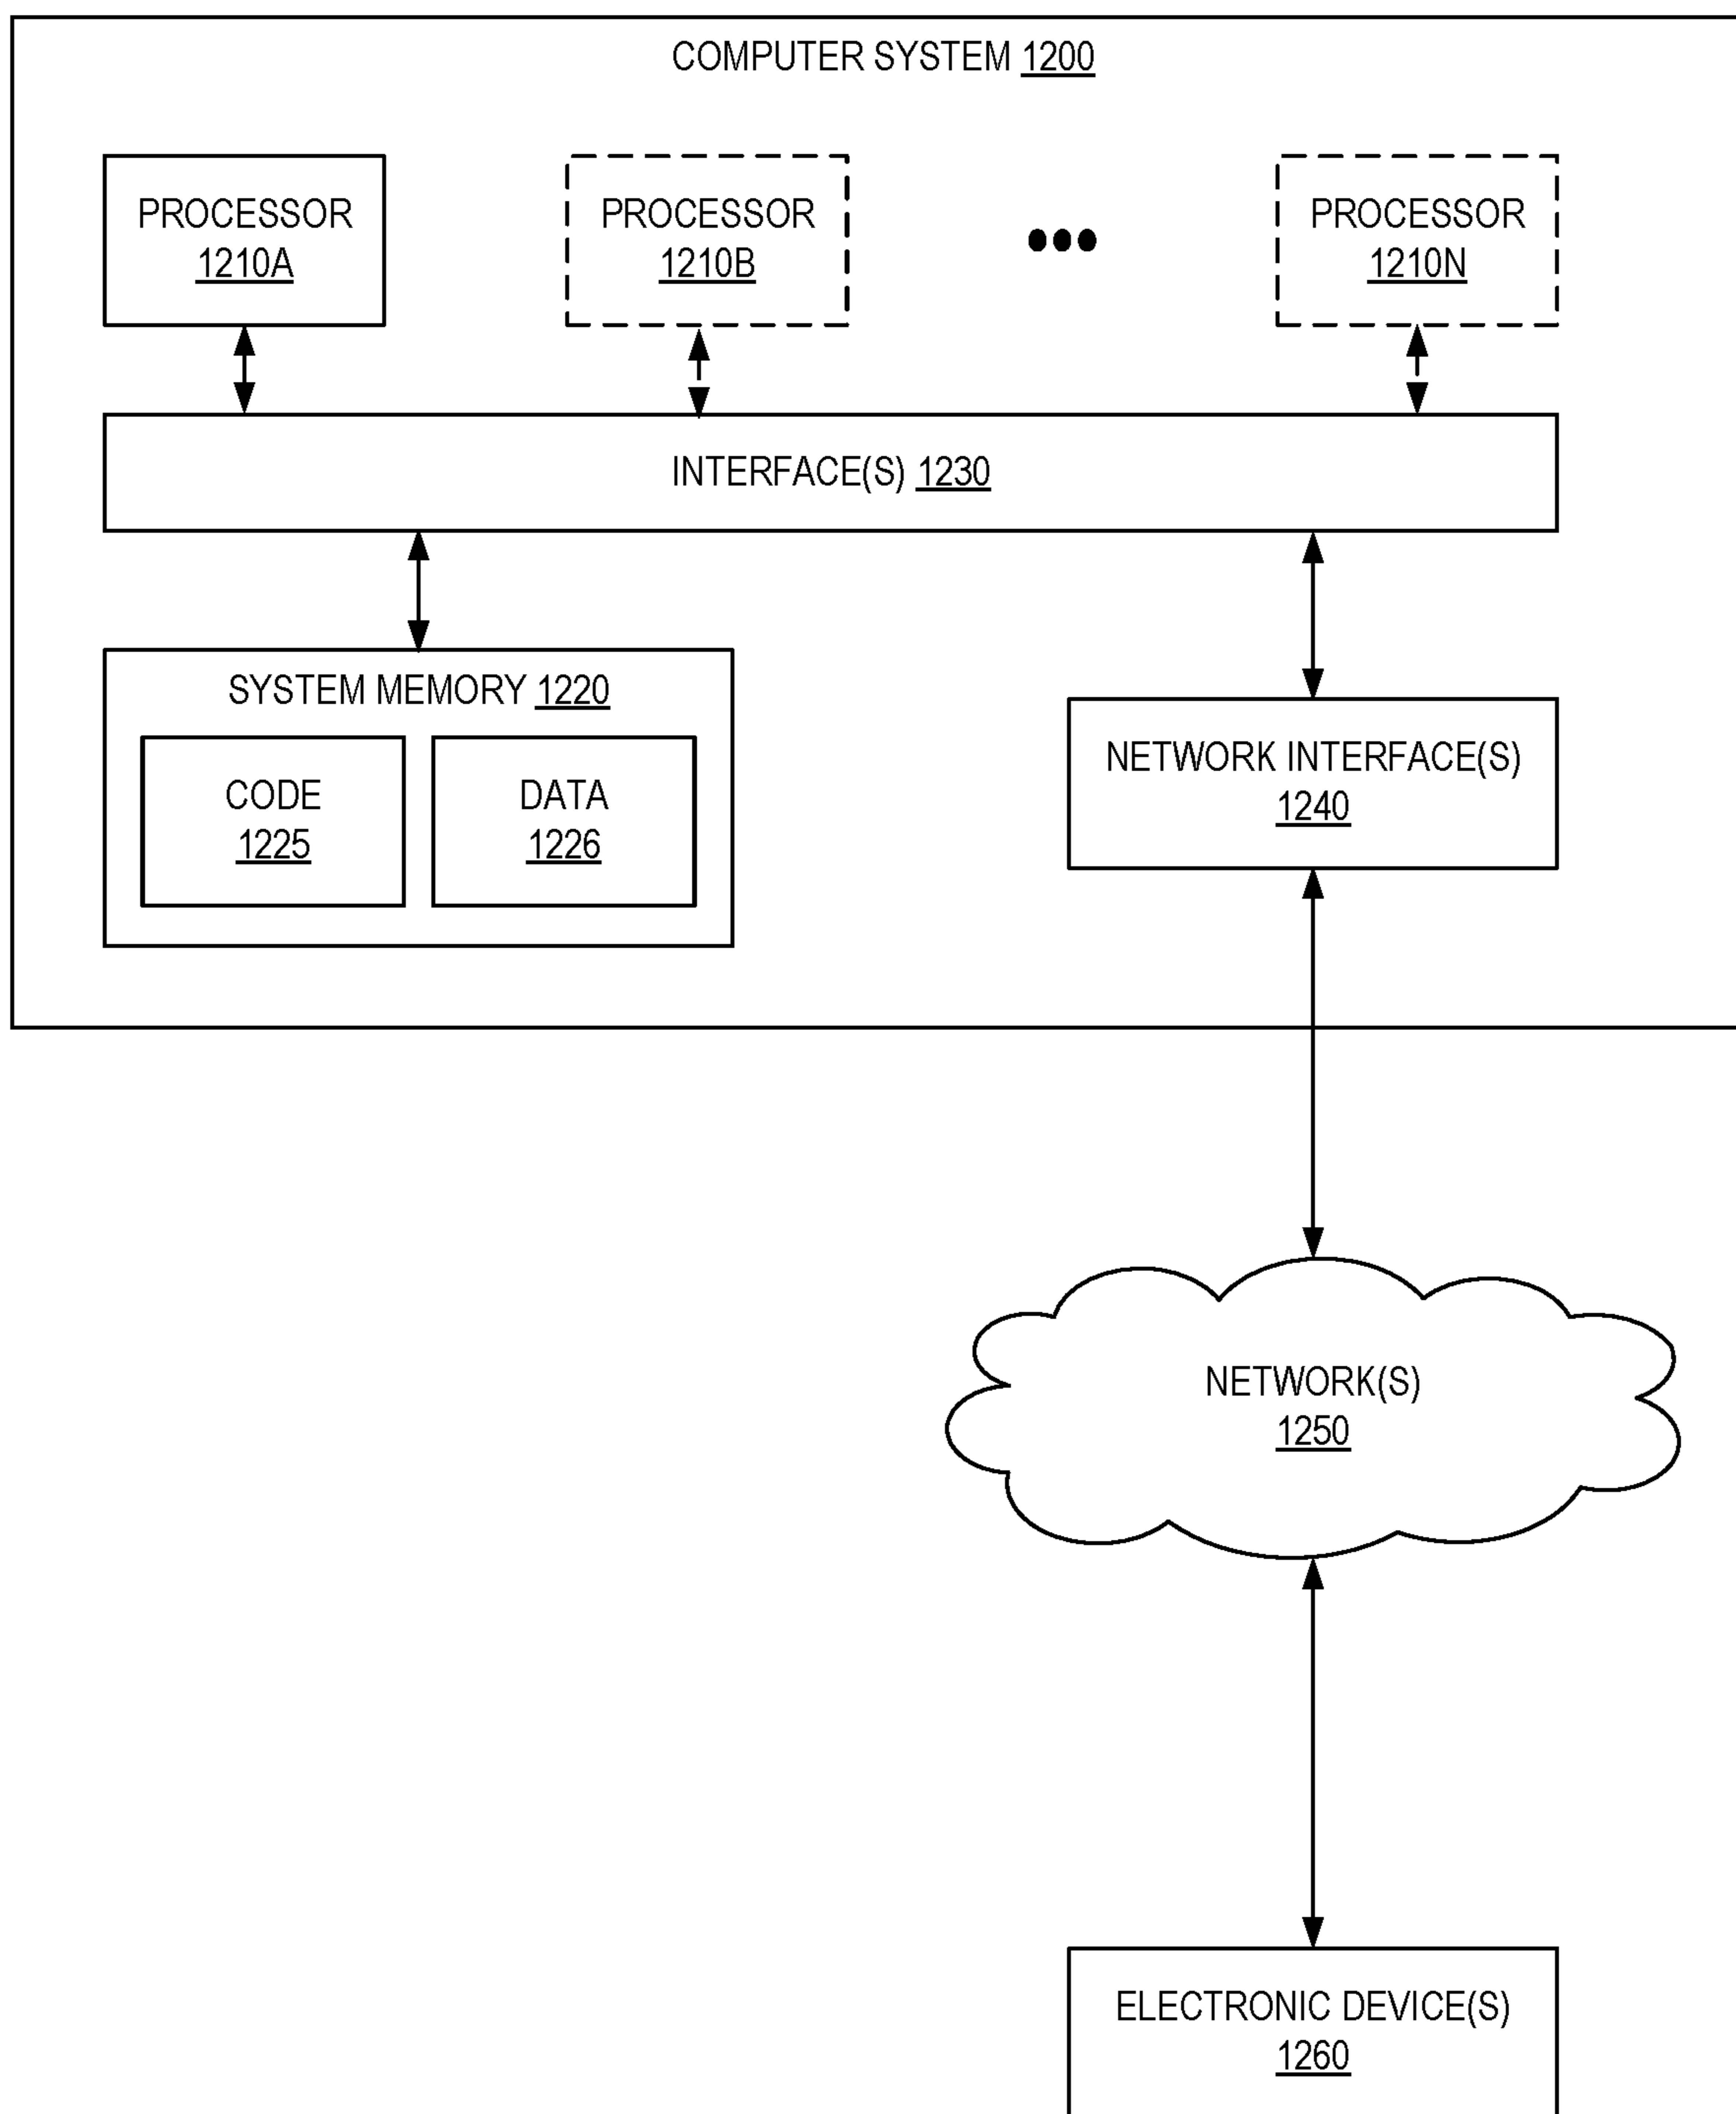 COMPUTER SYSTEM 1200
PROCESSOR
1210A
PROCESSOR
1210B
PROCESSOR
1210N
INTERFACE(S) 1230
SYSTEM MEMORY 1220
CODE
1225
DATA
1226
NETWORK INTERFACE(S)
1240
NETWORK(S)
1250
ELECTRONIC DEVICE(S)
1260